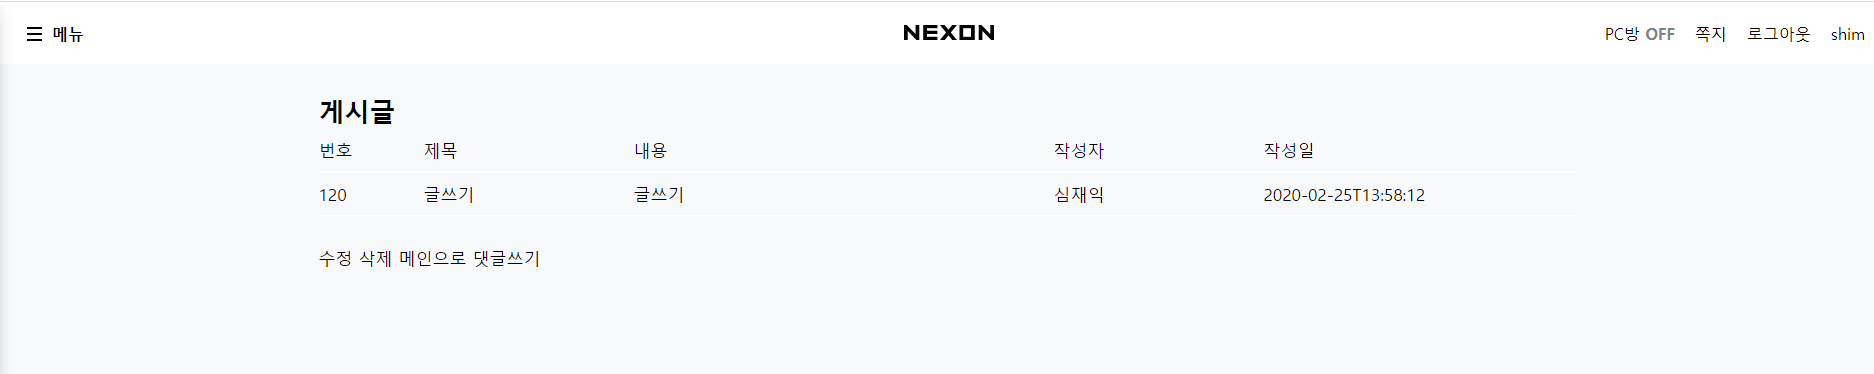 메뉴 NEXON PC방 OFF 쪽지 로그아웃 shim
게시글
번호 제목 내용 작성자 작성일
120 글쓰기 글쓰기 심재익 2020-02-25T13:58:12
수정 삭제 메인으로 댓글쓰기